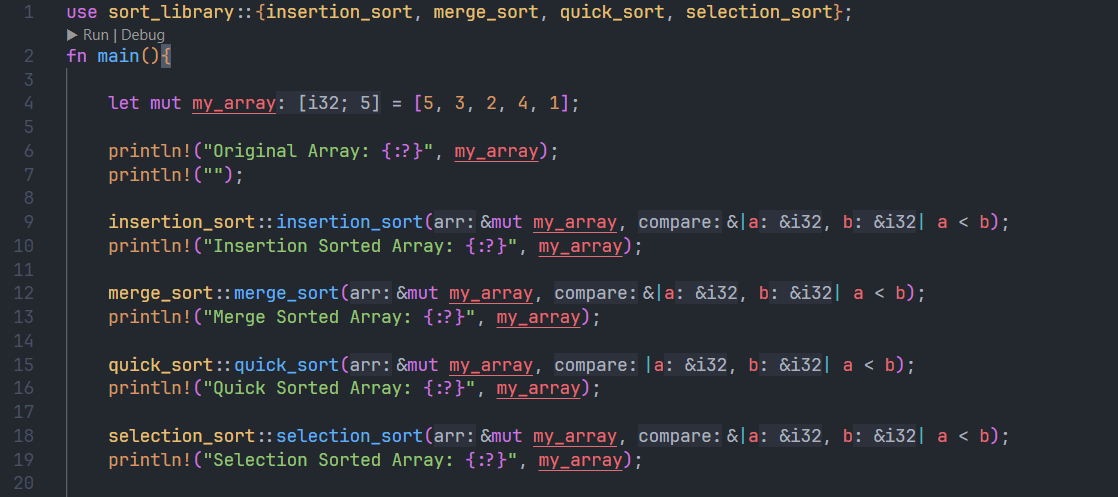 1 use sort_library::{insertion_sort, merge_sort, quick_sort, selection_sort};
▶ Run | Debug
2 fn main(){
3
4 let mut my_array: [i32; 5] = [5, 3, 2, 4, 1];
5
6 println!("Original Array: {:?}", my_array);
7 println!("");
8
9 insertion_sort::insertion_sort(arr: &mut my_array, compare: &|a: &i32, b: &i32| a < b);
10 println!("Insertion Sorted Array: {:?}", my_array);
11
12 merge_sort::merge_sort(arr: &mut my_array, compare: &|a: &i32, b: &i32| a < b);
13 println!("Merge Sorted Array: {:?}", my_array);
14
15 quick_sort::quick_sort(arr: &mut my_array, compare: |a: &i32, b: &i32| a < b);
16 println!("Quick Sorted Array: {:?}", my_array);
17
18 selection_sort::selection_sort(arr: &mut my_array, compare: &|a: &i32, b: &i32| a < b);
19 println!("Selection Sorted Array: {:?}", my_array);
20